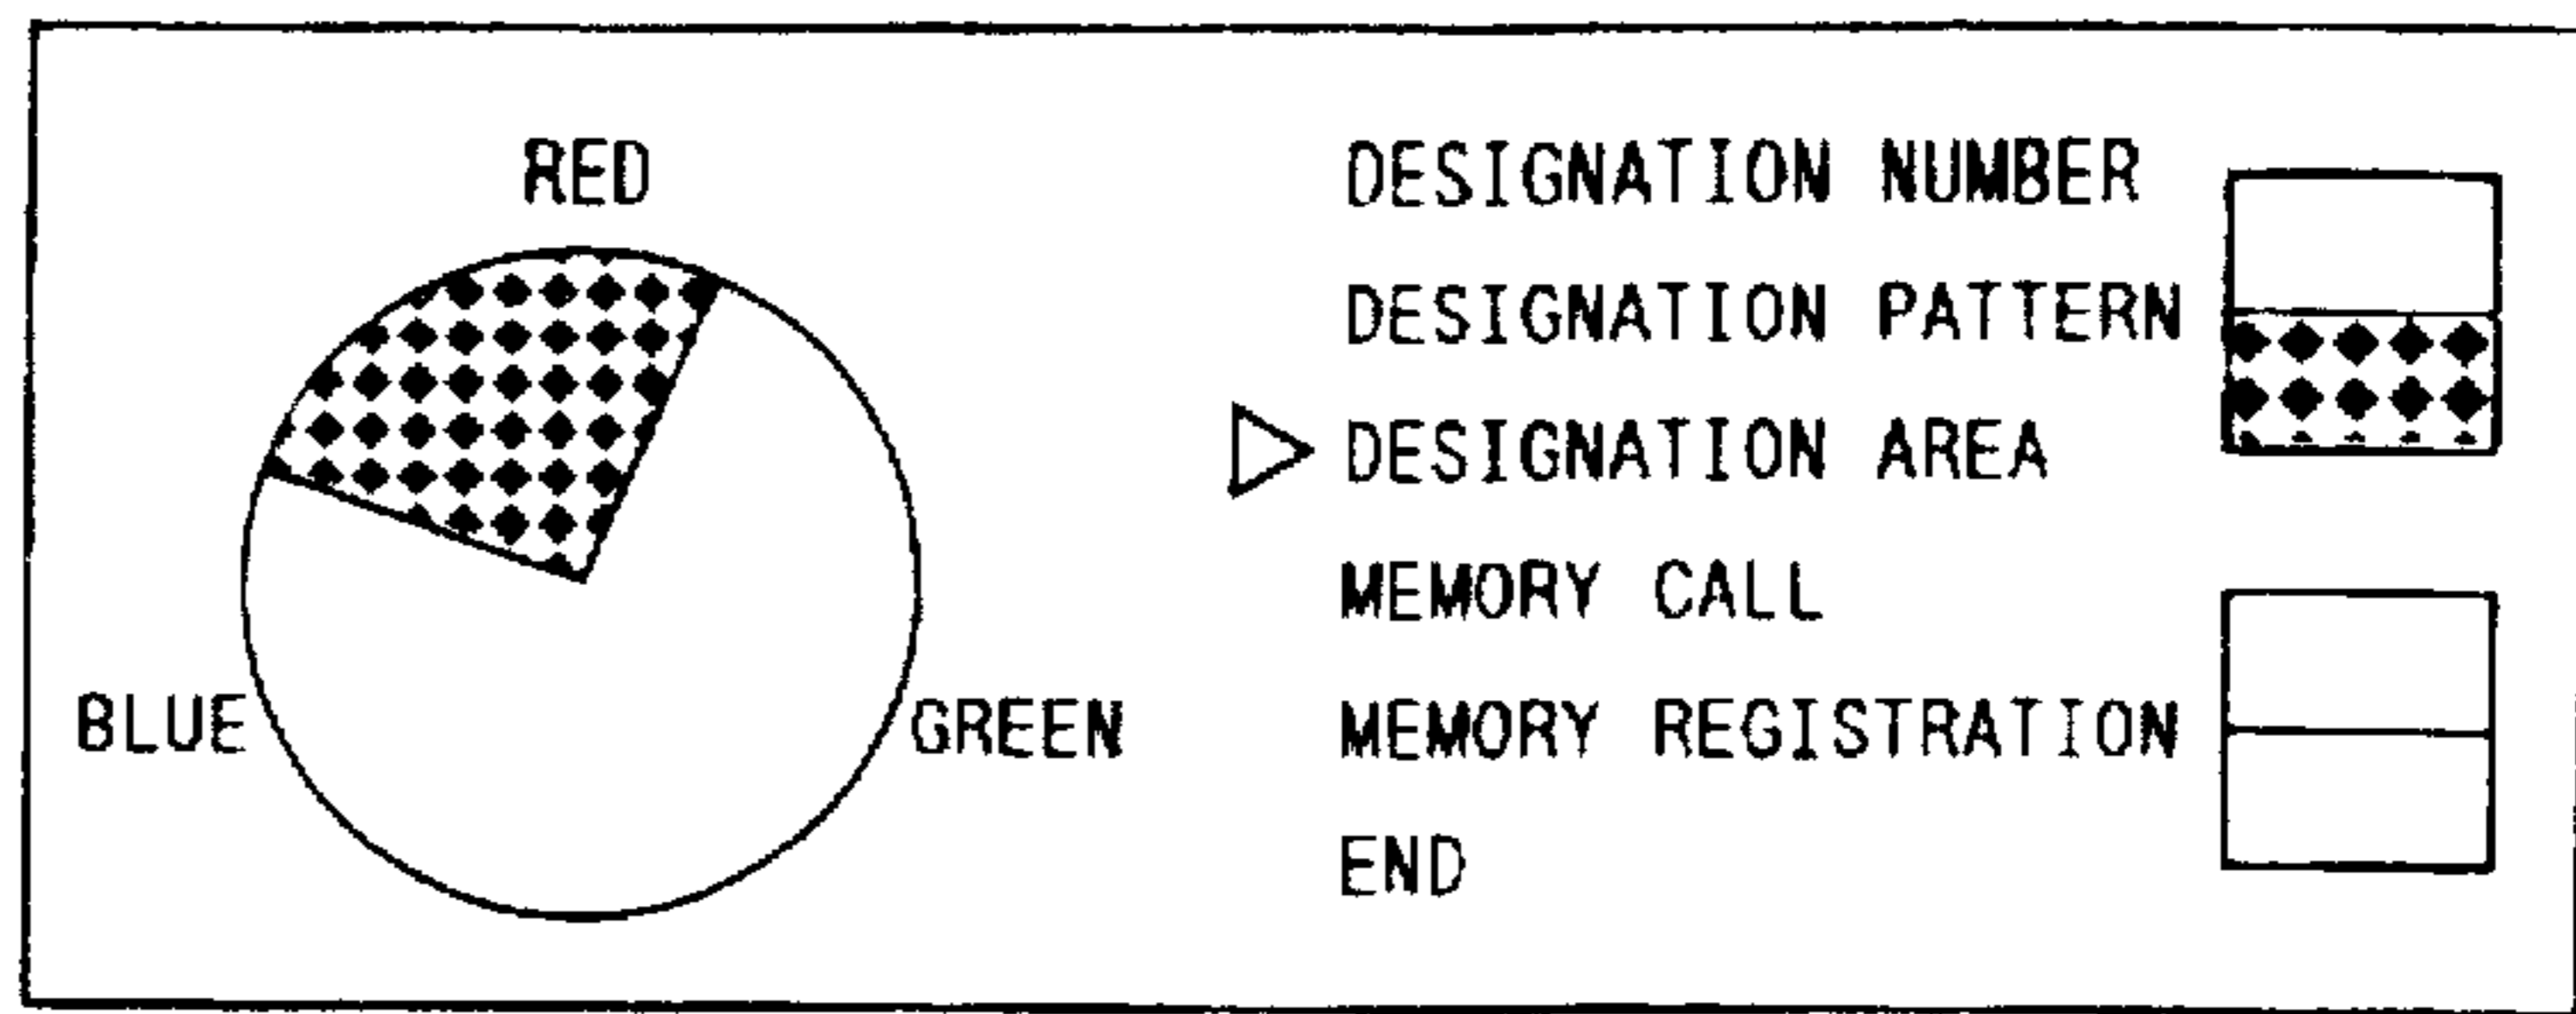 RED
BLUE
GREEN
DESIGNATION NUMBER
DESIGNATION PATTERN
DESIGNATION AREA
MEMORY CALL
MEMORY REGISTRATION
END